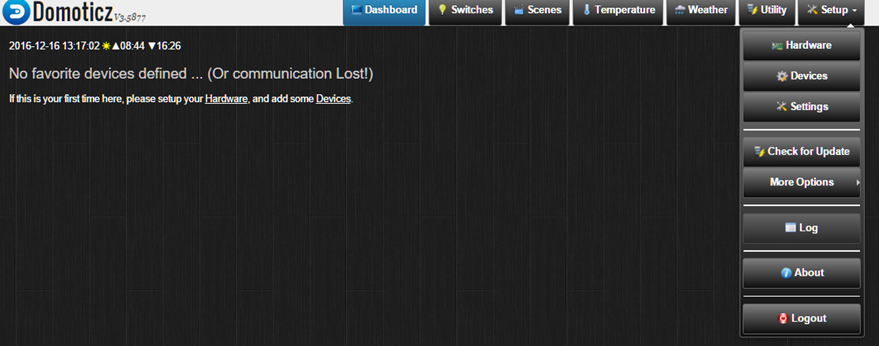 Domoticz V3.5877
Dashboard Switches Scenes Temperature Weather Utility Setup
2016-12-16 13:17:02 ☀▲08:44 ▼16:26
No favorite devices defined ... (Or communication Lost!)
If this is your first time here, please setup your Hardware, and add some Devices.
Hardware
Devices
Settings
Check for Update
More Options
Log
About
Logout